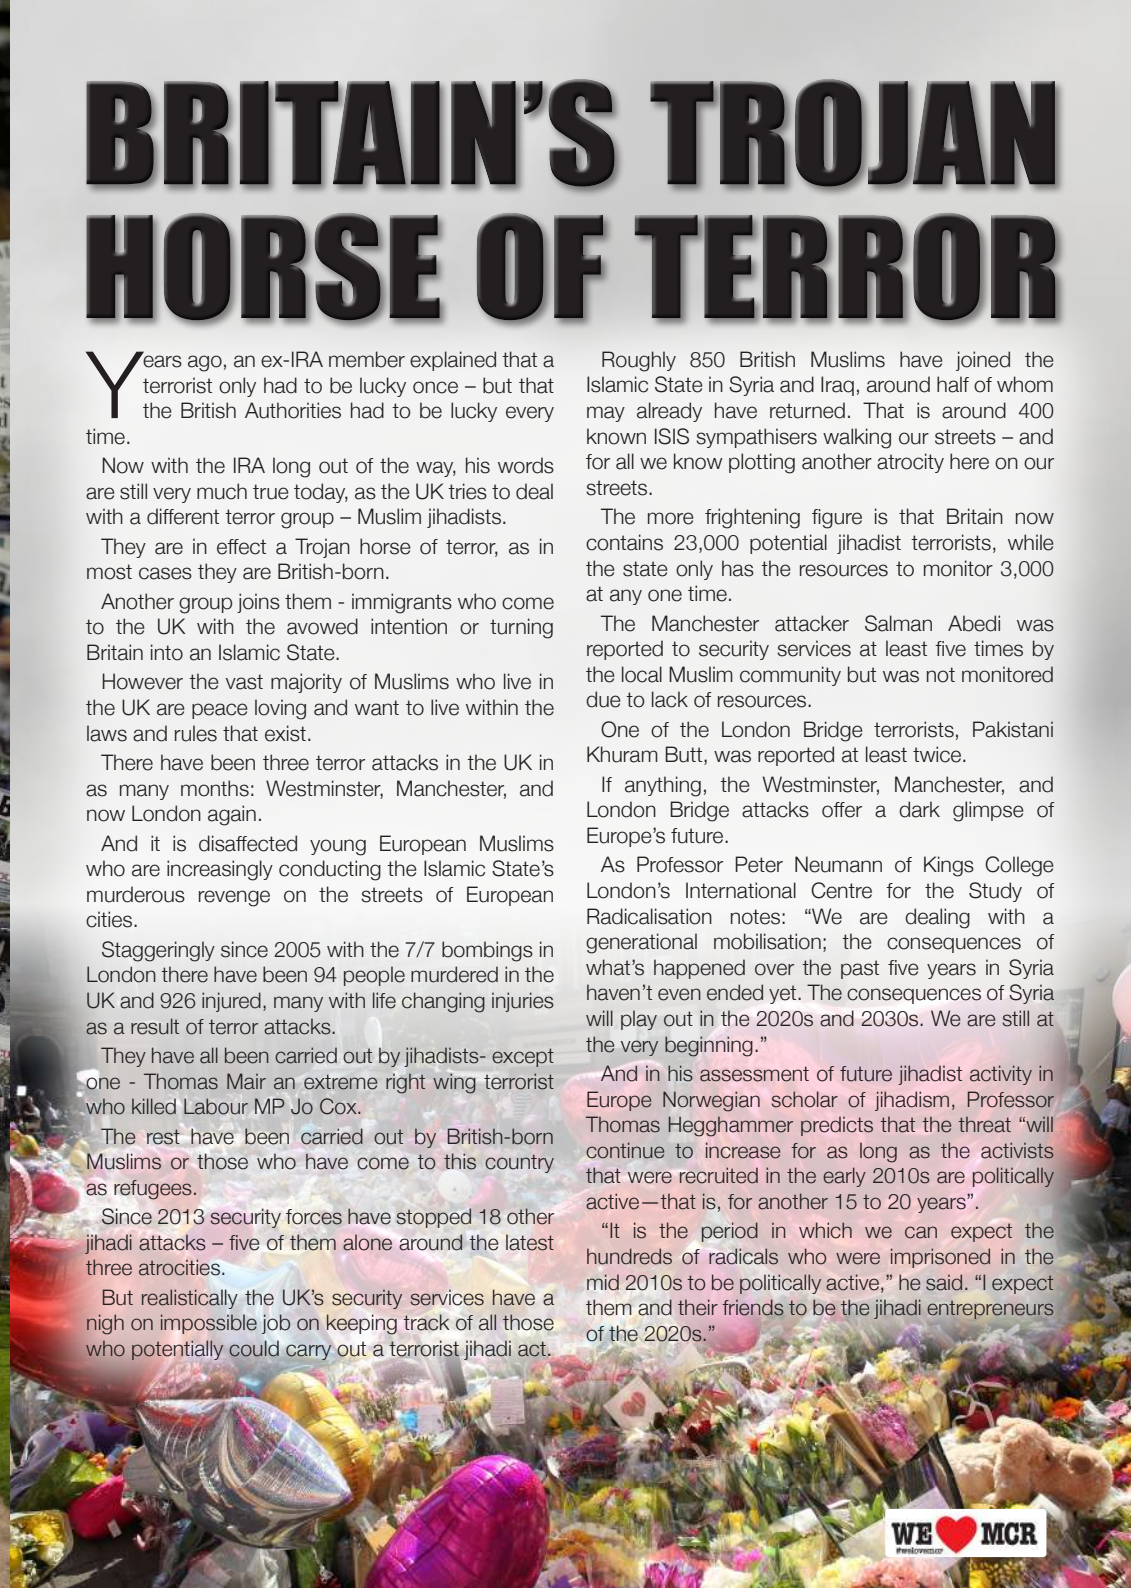 BRITAIN'S TROJAN
HORSE OF TERROR
Years ago, an ex-IRA member explained that a
terrorist only had to be lucky once – but that
the British Authorities had to be lucky every
time.
Now with the IRA long out of the way, his words
are still very much true today, as the UK tries to deal
with a different terror group – Muslim jihadists.
They are in effect a Trojan horse of terror, as in
most cases they are British-born.
Another group joins them - immigrants who come
to the UK with the avowed intention or turning
Britain into an Islamic State.
However the vast majority of Muslims who live in
the UK are peace loving and want to live within the
laws and rules that exist.
There have been three terror attacks in the UK in
as many months: Westminster, Manchester, and
now London again.
And it is disaffected young European Muslims
who are increasingly conducting the Islamic State's
murderous revenge on the streets of European
cities.
Staggeringly since 2005 with the 7/7 bombings in
London there have been 94 people murdered in the
UK and 926 injured, many with life changing injuries
as a result of terror attacks.
They have all been carried out by jihadists- except
one - Thomas Mair an extreme right wing terrorist
who killed Labour MP Jo Cox.
The rest have been carried out by British-born
Muslims or those who have come to this country
as refugees.
Since 2013 security forces have stopped 18 other
jihadi attacks – five of them alone around the latest
three atrocities.
But realistically the UK's security services have a
nigh on impossible job on keeping track of all those
who potentially could carry out a terrorist jihadi act.
Roughly 850 British Muslims have joined the
Islamic State in Syria and Iraq, around half of whom
may already have returned. That is around 400
known ISIS sympathisers walking our streets – and
for all we know plotting another atrocity here on our
streets.
The more frightening figure is that Britain now
contains 23,000 potential jihadist terrorists, while
the state only has the resources to monitor 3,000
at any one time.
The Manchester attacker Salman Abedi was
reported to security services at least five times by
the local Muslim community but was not monitored
due to lack of resources.
One of the London Bridge terrorists, Pakistani
Khuram Butt, was reported at least twice.
If anything, the Westminster, Manchester, and
London Bridge attacks offer a dark glimpse of
Europe's future.
As Professor Peter Neumann of Kings College
London's International Centre for the Study of
Radicalisation notes: "We are dealing with a
generational mobilisation; the consequences of
what's happened over the past five years in Syria
haven't even ended yet. The consequences of Syria
will play out in the 2020s and 2030s. We are still at
the very beginning."
And in his assessment of future jihadist activity in
Europe Norwegian scholar of jihadism, Professor
Thomas Hegghammer predicts that the threat "will
continue to increase for as long as the activists
that were recruited in the early 2010s are politically
active—that is, for another 15 to 20 years".
"It is the period in which we can expect the
hundreds of radicals who were imprisoned in the
mid 2010s to be politically active," he said. "I expect
them and their friends to be the jihadi entrepreneurs
of the 2020s."
WE MCR
#welovemcr